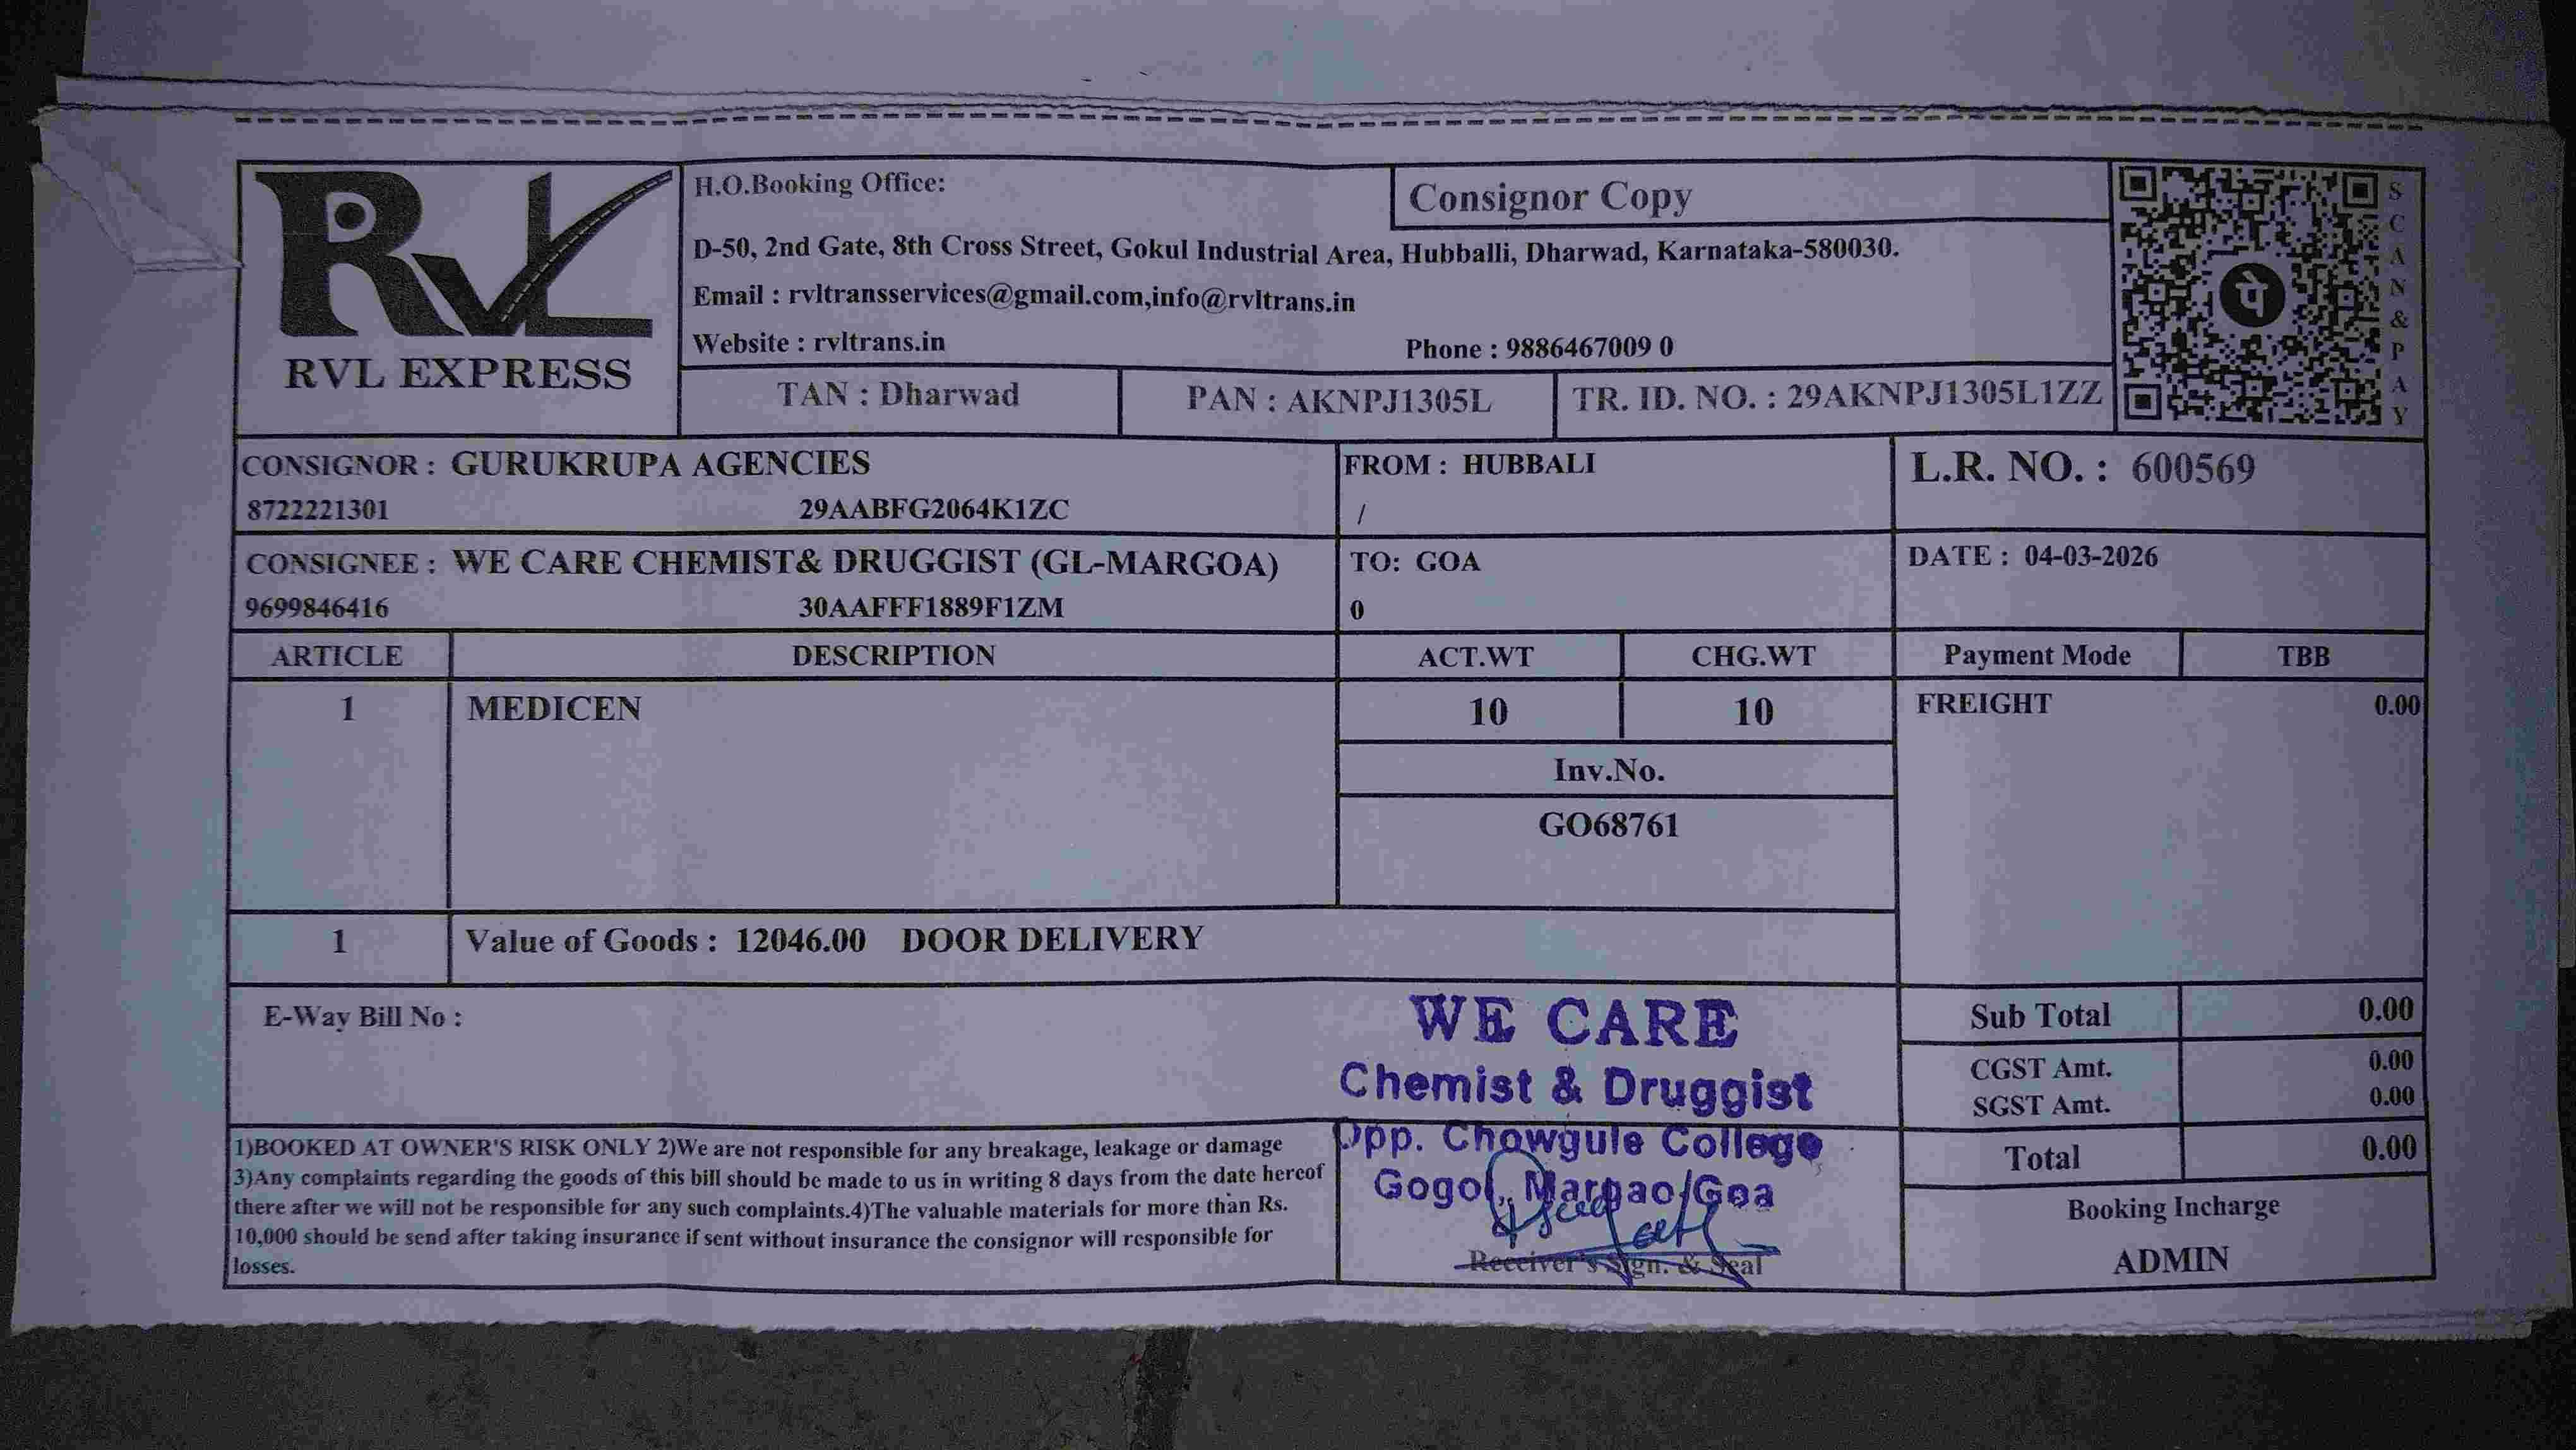 RVL
RVL EXPRESS
H.O.Booking Office:
Consignor Copy
D-50, 2nd Gate, 8th Cross Street, Gokul Industrial Area, Hubballi, Dharwad, Karnataka-580030.
Email : rvltransservices@gmail.com,info@rvltrans.in
Website : rvltrans.in Phone : 9886467009 0
TAN : Dharwad PAN : AKNPJ1305L TR. ID. NO. : 29AKNPJ1305L1ZZ
पे
SCAN&PAY
CONSIGNOR : GURUKRUPA AGENCIES
8722221301 29AABFG2064K1ZC
FROM : HUBBALI
/
L.R. NO. : 600569
CONSIGNEE : WE CARE CHEMIST& DRUGGIST (GL-MARGOA)
9699846416 30AAFFF1889F1ZM
TO: GOA
0
DATE : 04-03-2026
ARTICLE DESCRIPTION ACT.WT CHG.WT Payment Mode TBB
1 MEDICEN 10 10 FREIGHT 0.00
Inv.No.
GO68761
1 Value of Goods : 12046.00 DOOR DELIVERY
E-Way Bill No :
Sub Total 0.00
CGST Amt. 0.00
SGST Amt. 0.00
Total 0.00
Booking Incharge
ADMIN
1)BOOKED AT OWNER'S RISK ONLY 2)We are not responsible for any breakage, leakage or damage
3)Any complaints regarding the goods of this bill should be made to us in writing 8 days from the date hereof
there after we will not be responsible for any such complaints.4)The valuable materials for more than Rs.
10,000 should be send after taking insurance if sent without insurance the consignor will responsible for
losses.
WE CARE
Chemist & Druggist
Opp. Chowgule College
Gogol, Margao/Goa
Receiver's Sign. & Seal